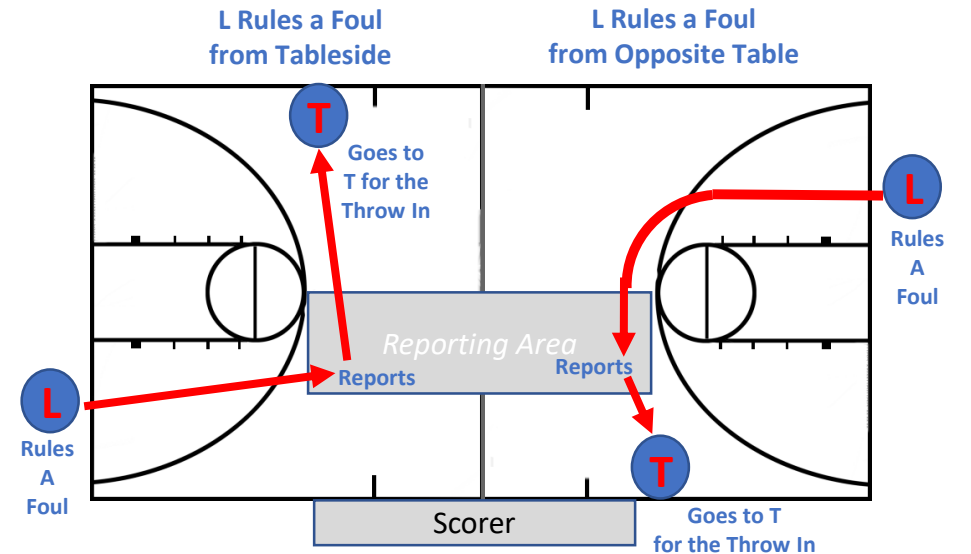 L Rules a Foul
from Tableside
L Rules a Foul
from Opposite Table
T
Goes to
T for the
Throw In
L
Rules
A
Foul
Reporting Area
Reports
Reports
L
Rules
A
Foul
T
Goes to T
for the Throw In
Scorer